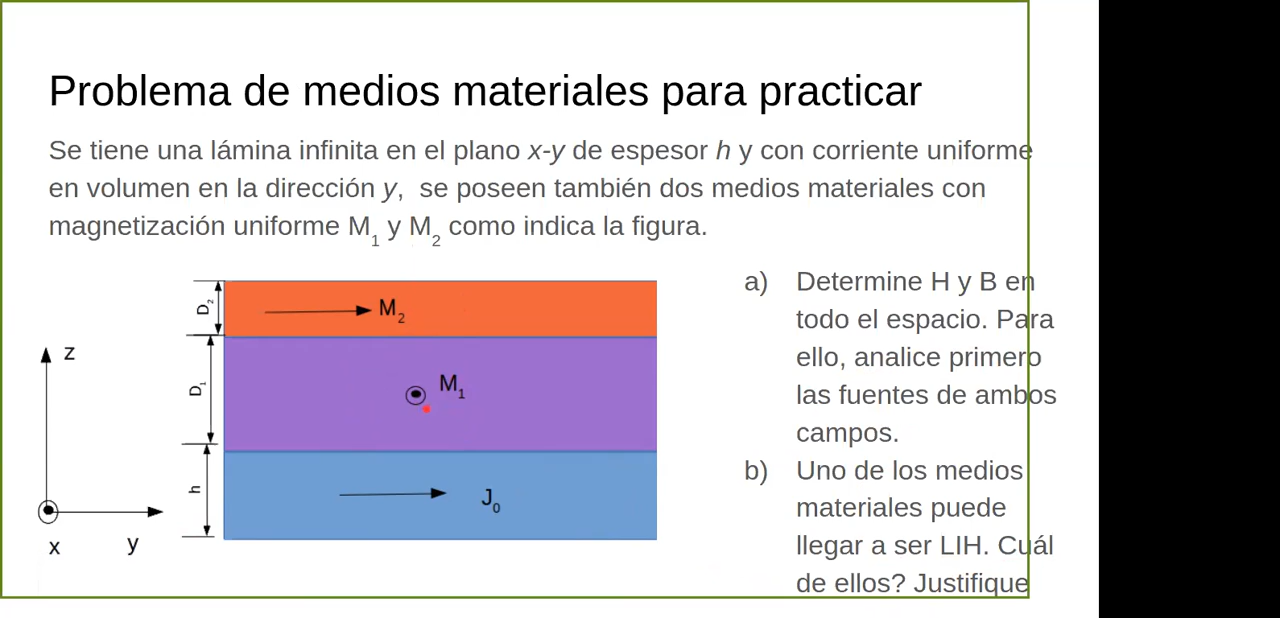 Problema de medios materiales para practicar
Se tiene una lámina infinita en el plano x-y de espesor h y con corriente uniforme
en volumen en la dirección y, se poseen también dos medios materiales con
magnetización uniforme M1 y M2 como indica la figura.
a) Determine H y B en
todo el espacio. Para
ello, analice primero
las fuentes de ambos
campos.
b) Uno de los medios
materiales puede
llegar a ser LIH. Cuál
de ellos? Justifique
D2
M2
z
D1
M1
h
J0
x
y